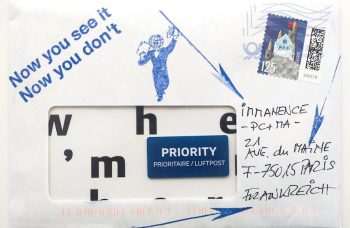 Now you see it
Now you don't
125
w h e
'm
PRIORITY
PRIORITAIRE / LUFTPOST
IMMANENCE
-PC+MA-
21
AVE. du MAINE
F-75015 PARIS
FRANKREICH